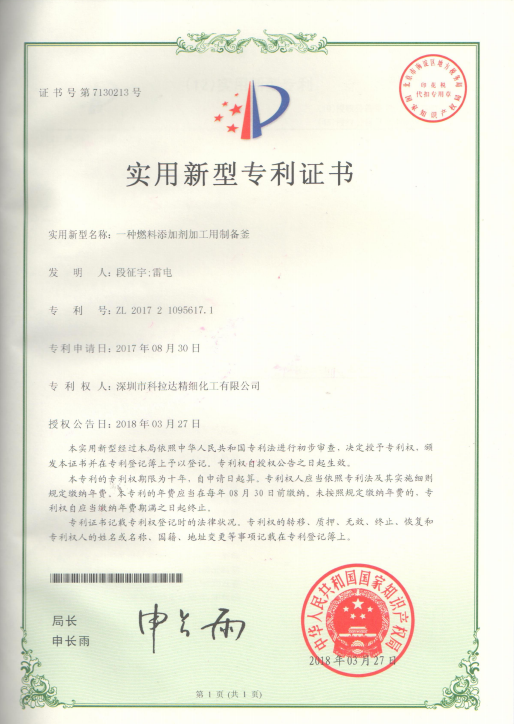 证书号第7130213号
印花税
代扣专用章
实用新型专利证书
实用新型名称：一种燃料添加剂加工用制备釜
发 明 人：段征宇;雷电
专 利 号：ZL 2017 2 1095617.1
专利申请日：2017年08月30日
专 利 权 人：深圳市科拉达精细化工有限公司
授权公告日：2018年03月27日
本实用新型经过本局依照中华人民共和国专利法进行初步审查，决定授予专利权，颁
发本证书并在专利登记簿上予以登记。专利权自授权公告之日起生效。
本专利的专利权期限为十年，自申请日起算。专利权人应当依照专利法及其实施细则
规定缴纳年费。本专利的年费应当在每年08月30日前缴纳。未按照规定缴纳年费的，专
利权自应当缴纳年费期满之日起终止。
专利证书记载专利权登记时的法律状况。专利权的转移、质押、无效、终止、恢复和
专利权人的姓名或名称、国籍、地址变更等事项记载在专利登记簿上。
局长
申长雨
申长雨
中华人民共和国国家知识产权局
2018年03月27日
第 1 页 (共 1 页)